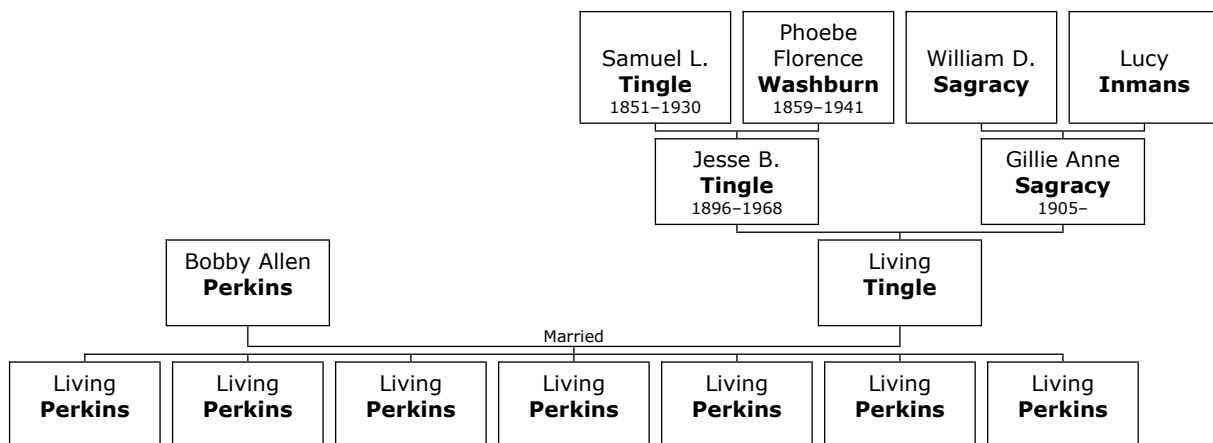 Samuel L.
Tingle
1851–1930
Phoebe
Florence
Washburn
1859–1941
William D.
Sagracy
Lucy
Inmans
Jesse B.
Tingle
1896–1968
Gillie Anne
Sagracy
1905–
Bobby Allen
Perkins
Living
Tingle
Married
Living
Perkins
Living
Perkins
Living
Perkins
Living
Perkins
Living
Perkins
Living
Perkins
Living
Perkins